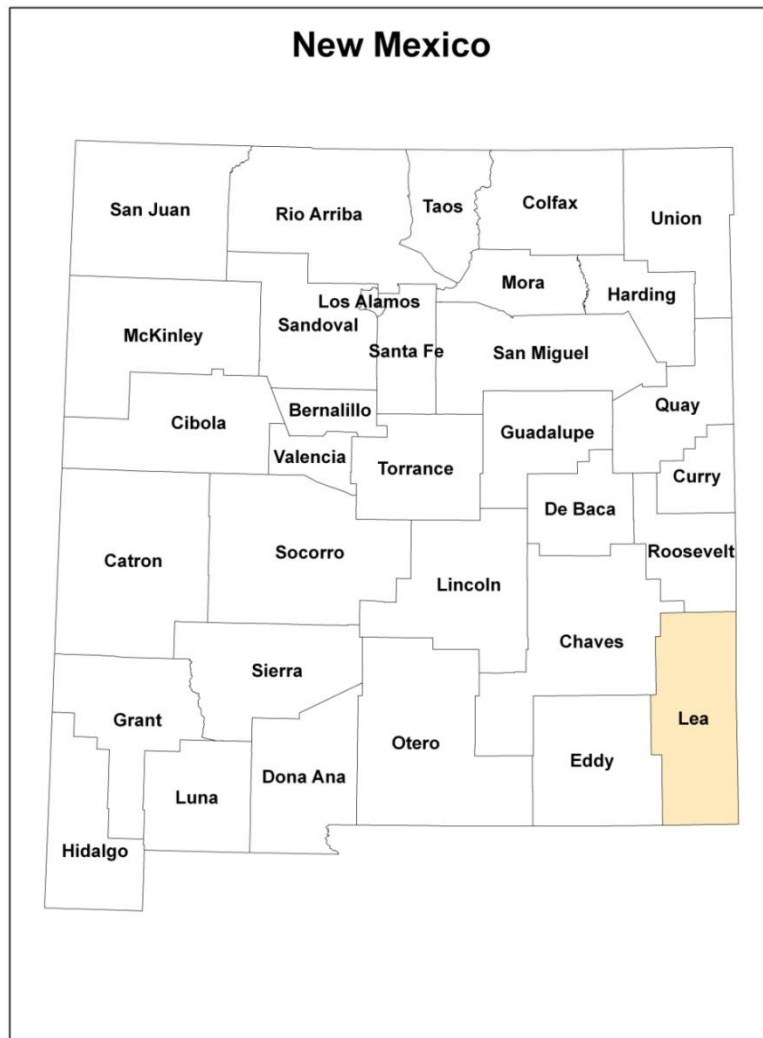 New Mexico
San Juan
Rio Arriba
Taos
Colfax
Union
Mora
Harding
Los Alamos
Sandoval
McKinley
Santa Fe
San Miguel
Quay
Bernalillo
Cibola
Guadalupe
Valencia
Torrance
Curry
De Baca
Roosevelt
Socorro
Catron
Lincoln
Chaves
Sierra
Lea
Grant
Otero
Eddy
Dona Ana
Luna
Hidalgo